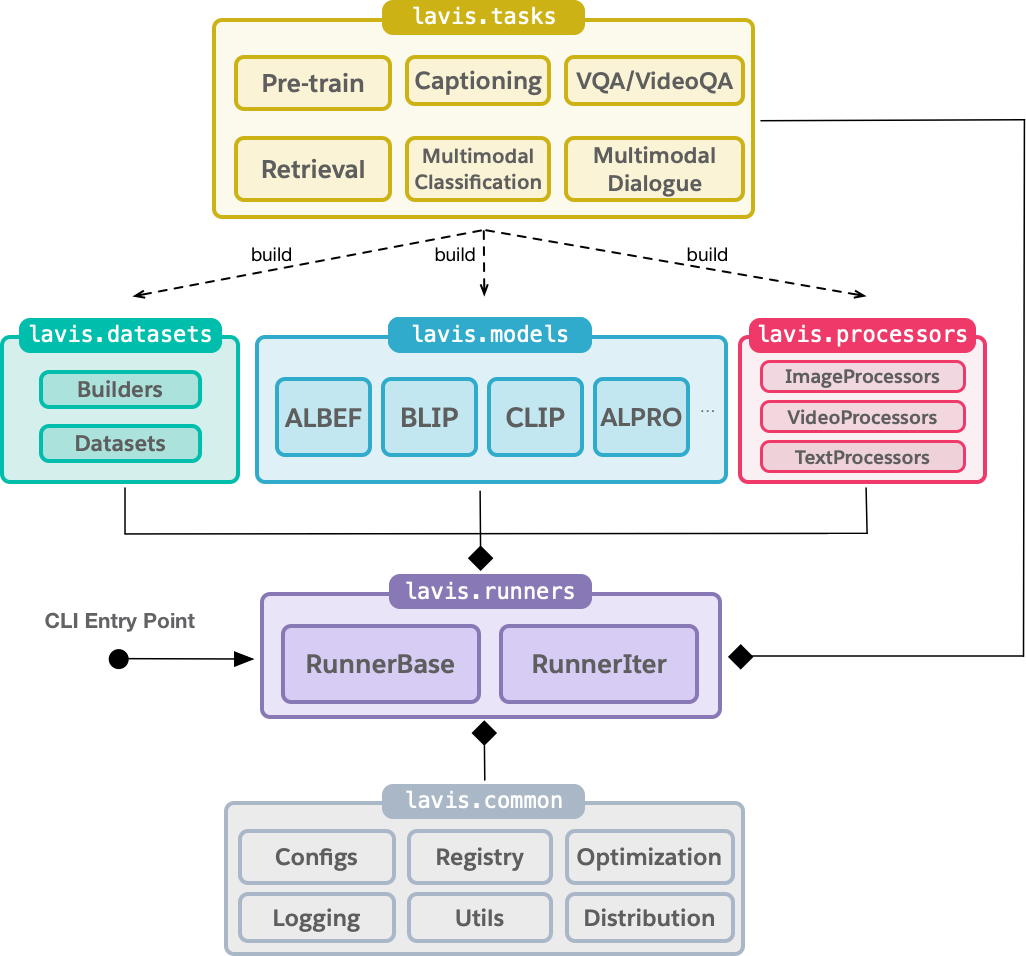 lavis.tasks
Pre-train
Captioning
VQA/VideoQA
Retrieval
Multimodal
Classification
Multimodal
Dialogue
build
build
build
lavis.datasets
Builders
Datasets
lavis.models
ALBEF
BLIP
CLIP
ALPRO
...
lavis.processors
ImageProcessors
VideoProcessors
TextProcessors
CLI Entry Point
lavis.runners
RunnerBase
RunnerIter
lavis.common
Configs
Registry
Optimization
Logging
Utils
Distribution